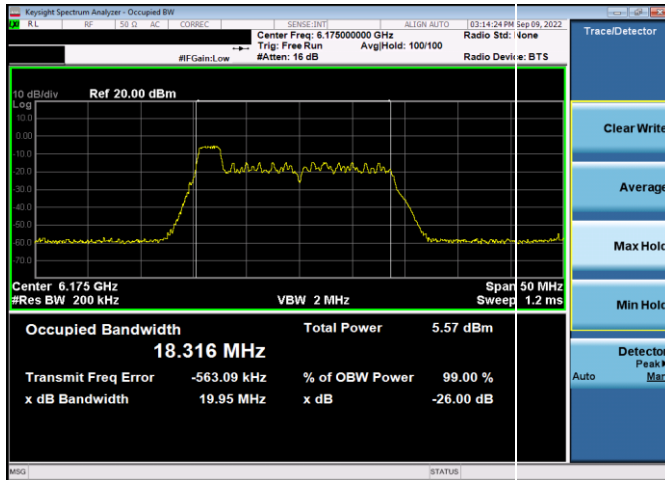 Keysight Spectrum Analyzer - Occupied BW
RL RF 50 Ω AC CORREC SENSE:INT ALIGN AUTO 03:14:24 PM Sep 09, 2022
Center Freq: 6.175000000 GHz Radio Std: None
Trig: Free Run Avg|Hold: 100/100
#IFGain:Low #Atten: 16 dB Radio Device: BTS
Trace/Detector
10 dB/div Ref 20.00 dBm
Log
10.0
0.00
-10.0
-20.0
-30.0
-40.0
-50.0
-60.0
-70.0
Center 6.175 GHz Span 50 MHz
#Res BW 200 kHz VBW 2 MHz Sweep 1.2 ms
Occupied Bandwidth Total Power 5.57 dBm
18.316 MHz
Transmit Freq Error -563.09 kHz % of OBW Power 99.00 %
x dB Bandwidth 19.95 MHz x dB -26.00 dB
Clear Write
Average
Max Hold
Min Hold
Detector
Peak
Auto Man
MSG STATUS